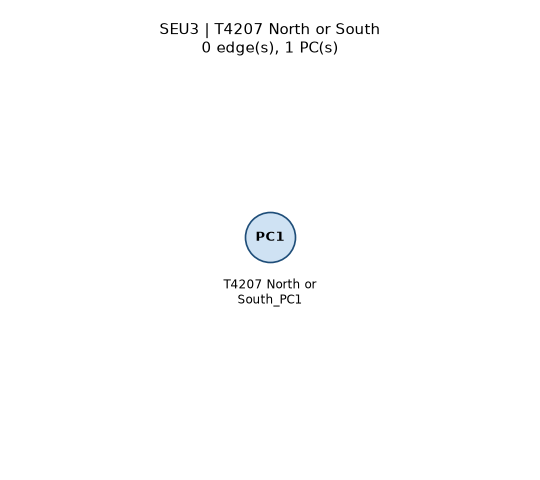 SEU3 | T4207 North or South
0 edge(s), 1 PC(s)
PC1
T4207 North or
South_PC1